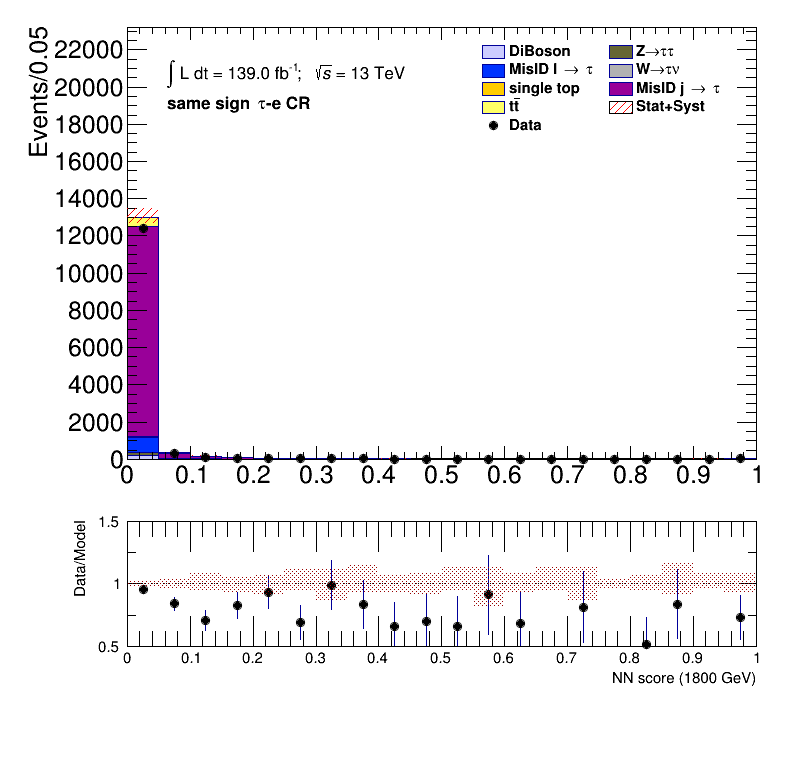 Events/0.05
22000
20000
18000
16000
14000
12000
10000
8000
6000
4000
2000
0
∫ L dt = 139.0 fb⁻¹; √s = 13 TeV
same sign τ-e CR
DiBoson
MisID l → τ
single top
tt̄
Data
Z→ττ
W→τν
MisID j → τ
Stat+Syst
0 0.1 0.2 0.3 0.4 0.5 0.6 0.7 0.8 0.9 1
Data/Model
1.5
1
0.5
0 0.1 0.2 0.3 0.4 0.5 0.6 0.7 0.8 0.9 1
NN score (1800 GeV)